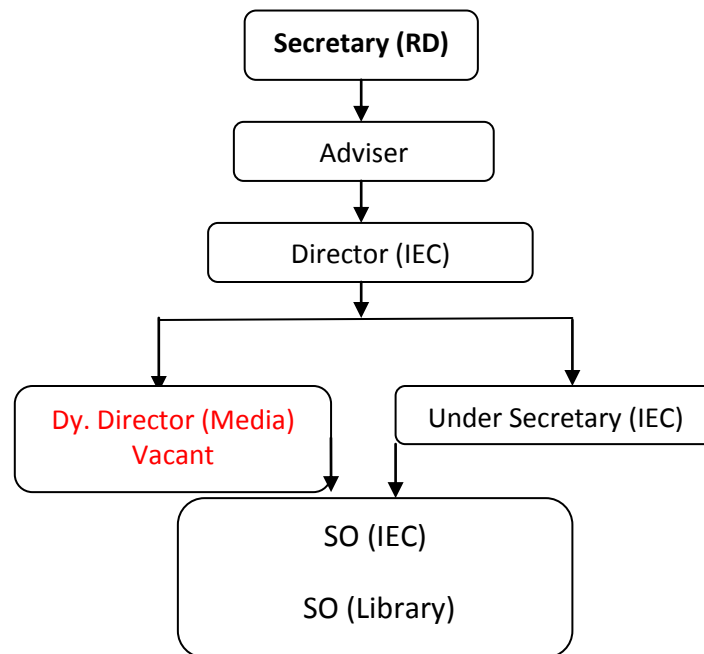 Secretary (RD)
Adviser
Director (IEC)
Dy. Director (Media)
Vacant
Under Secretary (IEC)
SO (IEC)
SO (Library)